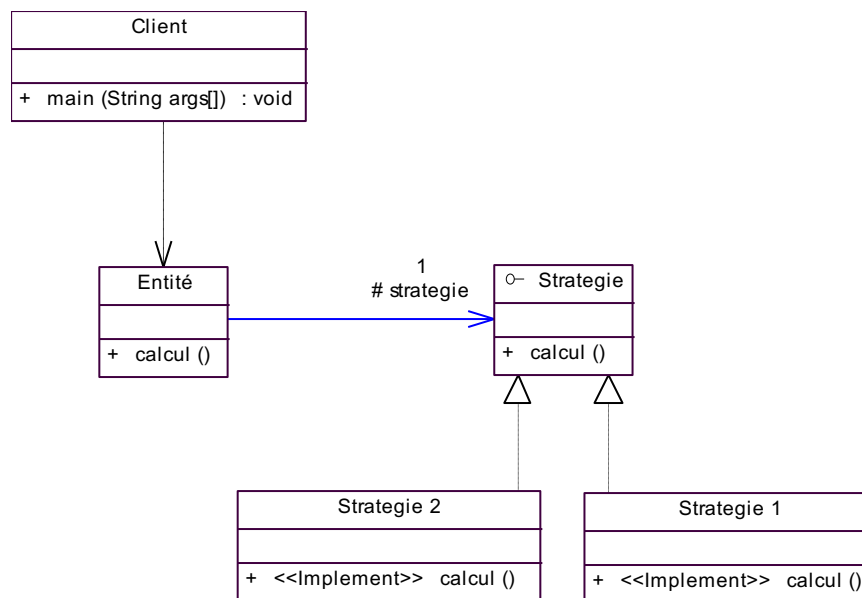 Client
+ main (String args[]) : void
Entité
+ calcul ()
1
# strategie
Strategie
+ calcul ()
Strategie 2
+ <<Implement>> calcul ()
Strategie 1
+ <<Implement>> calcul ()